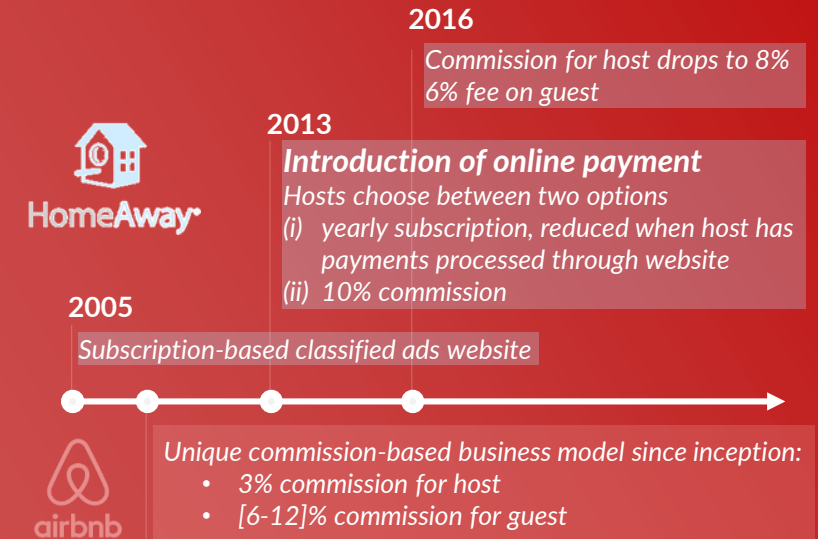 2016
Commission for host drops to 8%
6% fee on guest
2013
Introduction of online payment
Hosts choose between two options
(i) yearly subscription, reduced when host has
payments processed through website
(ii) 10% commission
HomeAway
2005
Subscription-based classified ads website
Unique commission-based business model since inception:
• 3% commission for host
• [6-12]% commission for guest
airbnb